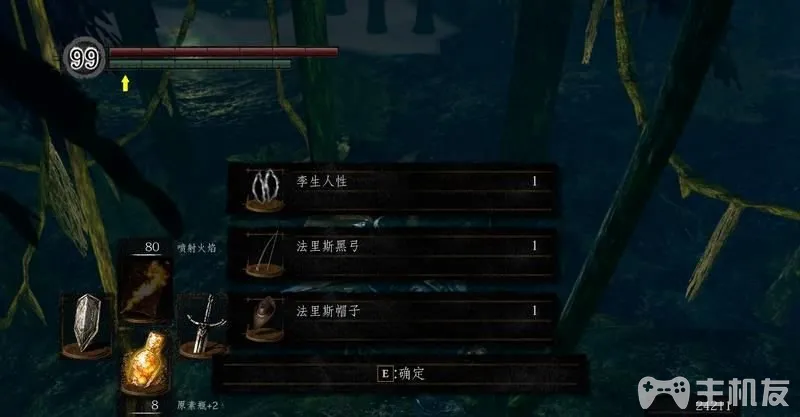 99
李生人性 1
法里斯黑弓 1
法里斯帽子 1
80 喷射火焰
E:确定
8 原素瓶+2
24211
主机友